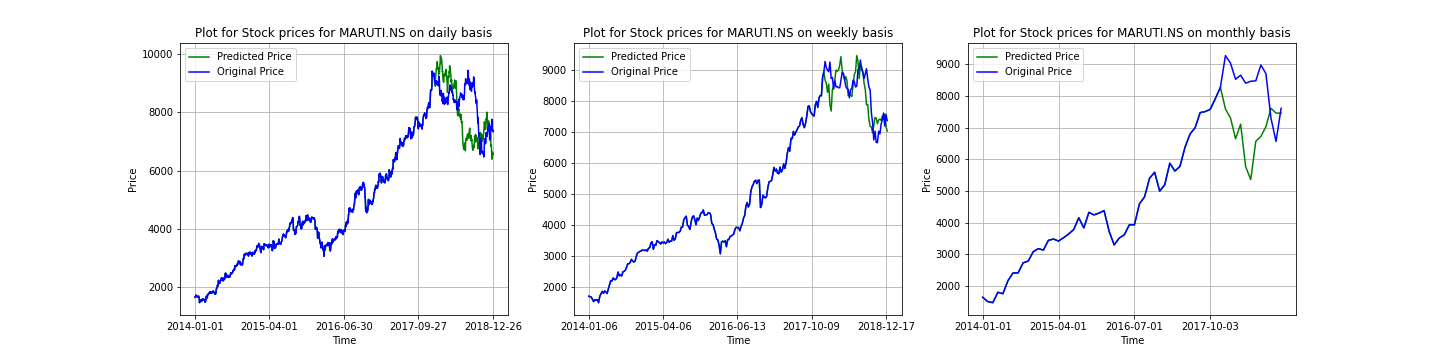 Plot for Stock prices for MARUTI.NS on daily basis
Predicted Price
Original Price
10000
8000
6000
4000
2000
Price
2014-01-01
2015-04-01
2016-06-30
2017-09-27
2018-12-26
Time
Plot for Stock prices for MARUTI.NS on weekly basis
Predicted Price
Original Price
9000
8000
7000
6000
5000
4000
3000
2000
Price
2014-01-06
2015-04-06
2016-06-13
2017-10-09
2018-12-17
Time
Plot for Stock prices for MARUTI.NS on monthly basis
Predicted Price
Original Price
9000
8000
7000
6000
5000
4000
3000
2000
Price
2014-01-01
2015-04-01
2016-07-01
2017-10-03
Time